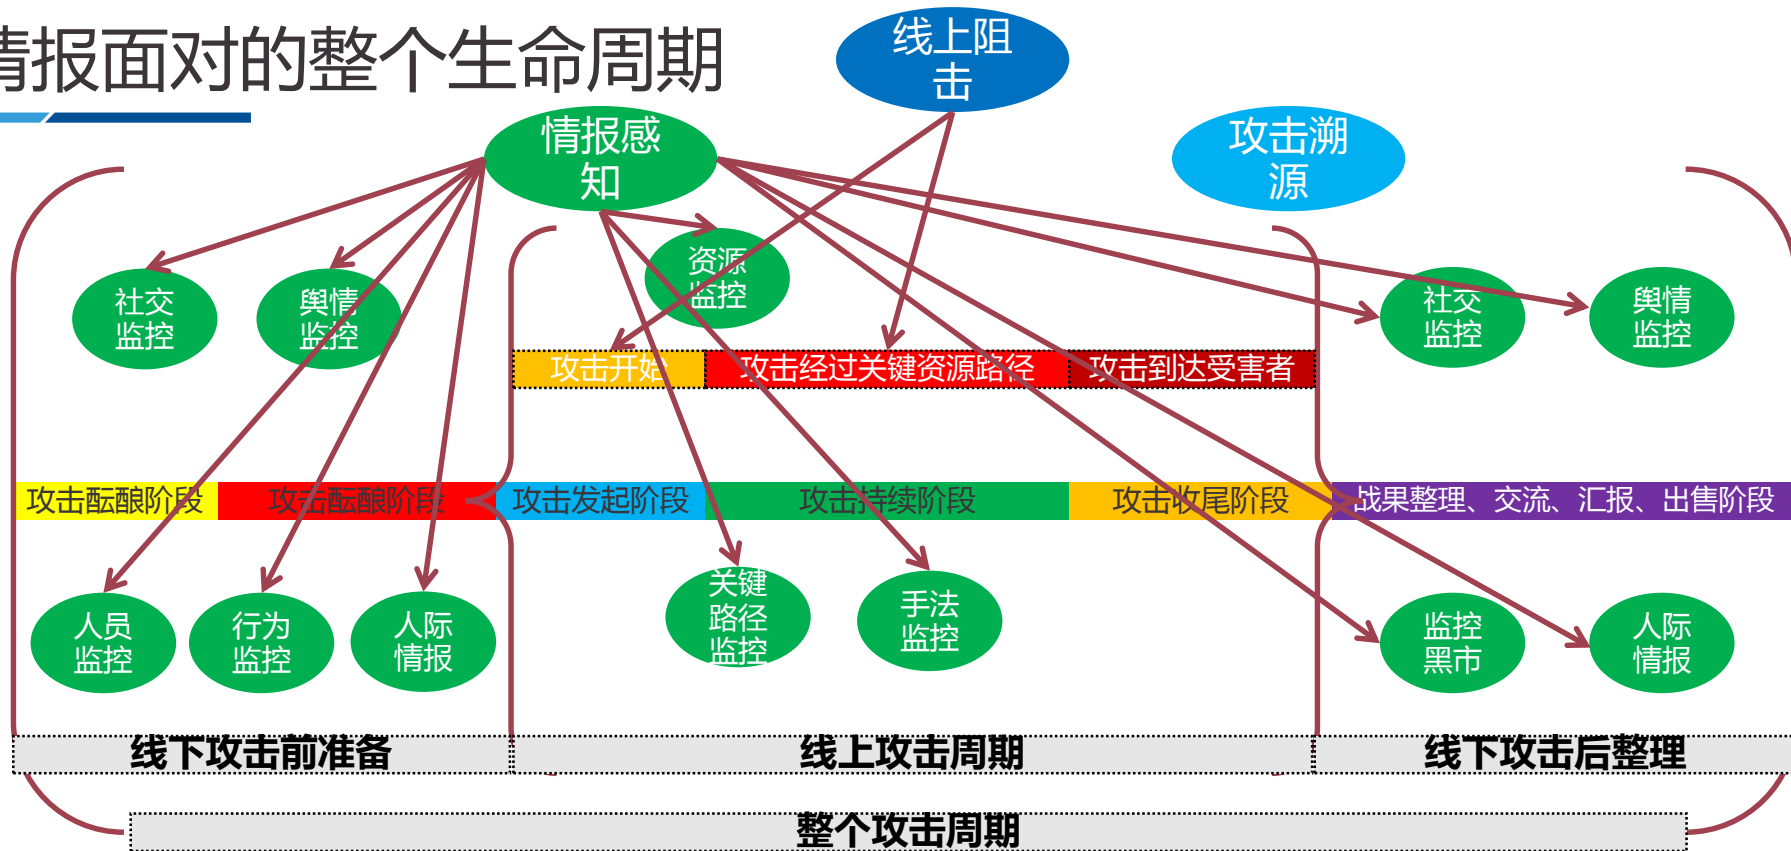 情报面对的整个生命周期
线上阻
击
情报感
知
攻击溯
源
资源
监控
社交
监控
舆情
监控
社交
监控
舆情
监控
攻击开始
攻击经过关键资源路径
攻击到达受害者
攻击酝酿阶段
攻击酝酿阶段
攻击发起阶段
攻击持续阶段
攻击收尾阶段
战果整理、交流、汇报、出售阶段
人员
监控
行为
监控
人际
情报
关键
路径
监控
手法
监控
监控
黑市
人际
情报
线下攻击前准备
线上攻击周期
线下攻击后整理
整个攻击周期